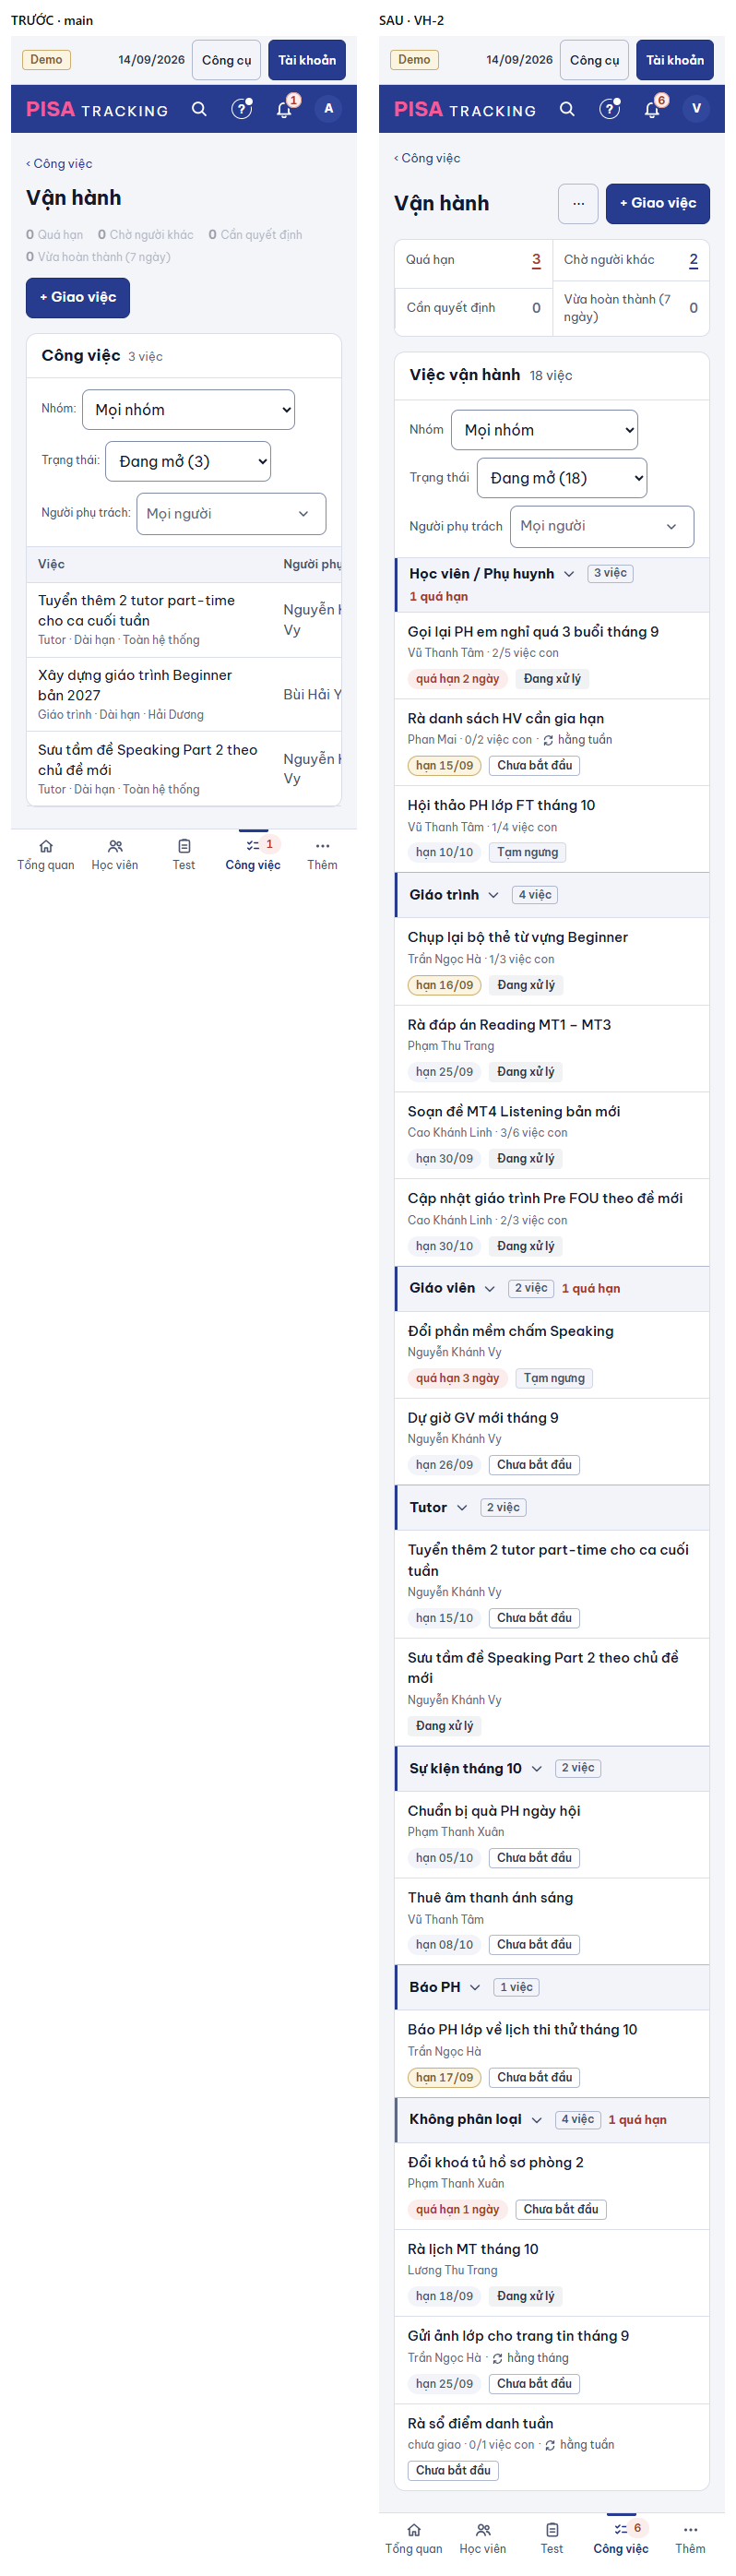 TRƯỚC · main
Demo
14/09/2026
Công cụ
Tài khoản
PISA TRACKING
?
1
A
‹ Công việc
Vận hành
0 Quá hạn 0 Chờ người khác 0 Cần quyết định
0 Vừa hoàn thành (7 ngày)
+ Giao việc
Công việc 3 việc
Nhóm: Mọi nhóm
Trạng thái: Đang mở (3)
Người phụ trách: Mọi người
Việc Người phụ
Tuyển thêm 2 tutor part-time
cho ca cuối tuần
Tutor · Dài hạn · Toàn hệ thống
Nguyễn
Vy
Xây dựng giáo trình Beginner
bản 2027
Giáo trình · Dài hạn · Hải Dương
Bùi Hải Y
Sưu tầm đề Speaking Part 2 theo
chủ đề mới
Tutor · Dài hạn · Toàn hệ thống
Nguyễn
Vy
Tổng quan
Học viên
Test
1
Công việc
Thêm
SAU · VH-2
Demo
14/09/2026
Công cụ
Tài khoản
PISA TRACKING
?
6
V
‹ Công việc
Vận hành
...
+ Giao việc
Quá hạn 3
Chờ người khác 2
Cần quyết định 0
Vừa hoàn thành (7
ngày) 0
Việc vận hành 18 việc
Nhóm Mọi nhóm
Trạng thái Đang mở (18)
Người phụ trách Mọi người
Học viên / Phụ huynh 3 việc
1 quá hạn
Gọi lại PH em nghỉ quá 3 buổi tháng 9
Vũ Thanh Tâm · 2/5 việc con
quá hạn 2 ngày Đang xử lý
Rà danh sách HV cần gia hạn
Phan Mai · 0/2 việc con · hằng tuần
hạn 15/09 Chưa bắt đầu
Hội thảo PH lớp FT tháng 10
Vũ Thanh Tâm · 1/4 việc con
hạn 10/10 Tạm ngưng
Giáo trình 4 việc
Chụp lại bộ thẻ từ vựng Beginner
Trần Ngọc Hà · 1/3 việc con
hạn 16/09 Đang xử lý
Rà đáp án Reading MT1 – MT3
Phạm Thu Trang
hạn 25/09 Đang xử lý
Soạn đề MT4 Listening bản mới
Cao Khánh Linh · 3/6 việc con
hạn 30/09 Đang xử lý
Cập nhật giáo trình Pre FOU theo đề mới
Cao Khánh Linh · 2/3 việc con
hạn 30/10 Đang xử lý
Giáo viên 2 việc 1 quá hạn
Đổi phần mềm chấm Speaking
Nguyễn Khánh Vy
quá hạn 3 ngày Tạm ngưng
Dự giờ GV mới tháng 9
Nguyễn Khánh Vy
hạn 26/09 Chưa bắt đầu
Tutor 2 việc
Tuyển thêm 2 tutor part-time cho ca cuối
tuần
Nguyễn Khánh Vy
hạn 15/10 Chưa bắt đầu
Sưu tầm đề Speaking Part 2 theo chủ đề
mới
Nguyễn Khánh Vy
Đang xử lý
Sự kiện tháng 10 2 việc
Chuẩn bị quà PH ngày hội
Phạm Thanh Xuân
hạn 05/10 Chưa bắt đầu
Thuê âm thanh ánh sáng
Vũ Thanh Tâm
hạn 08/10 Chưa bắt đầu
Báo PH 1 việc
Báo PH lớp về lịch thi thử tháng 10
Trần Ngọc Hà
hạn 17/09 Chưa bắt đầu
Không phân loại 4 việc 1 quá hạn
Đổi khoá tủ hồ sơ phòng 2
Phạm Thanh Xuân
quá hạn 1 ngày Chưa bắt đầu
Rà lịch MT tháng 10
Lương Thu Trang
hạn 18/09 Đang xử lý
Gửi ảnh lớp cho trang tin tháng 9
Trần Ngọc Hà · hằng tháng
hạn 25/09 Chưa bắt đầu
Rà sổ điểm danh tuần
chưa giao · 0/1 việc con · hằng tuần
Chưa bắt đầu
Tổng quan
Học viên
Test
6
Công việc
Thêm